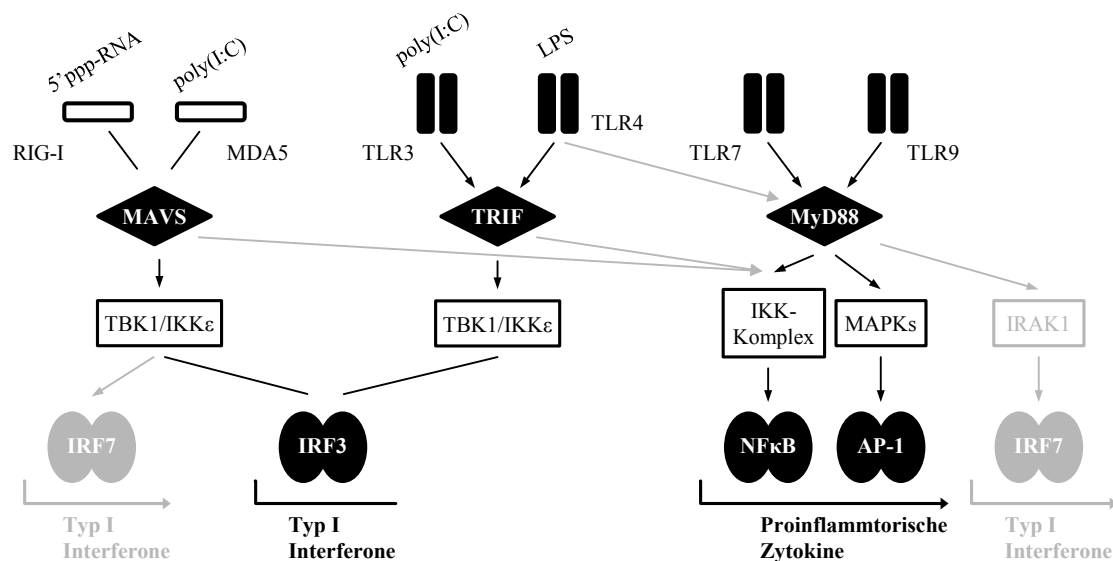 5'ppp-RNA
poly(I:C)
poly(I:C)
LPS
RIG-I
MDA5
TLR3
TLR4
TLR7
TLR9
MAVS
TRIF
MyD88
TBK1/IKKε
TBK1/IKKε
IKK-
Komplex
MAPKs
IRAK1
IRF7
IRF3
NFκB
AP-1
IRF7
Typ I
Interferone
Typ I
Interferone
Proinflammtorische
Zytokine
Typ I
Interferone